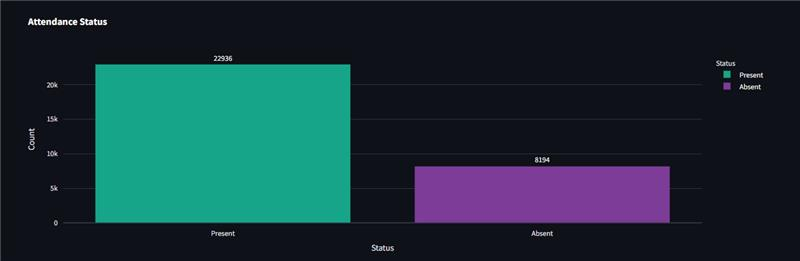 Attendance Status
22936
8194
Count
20k
15k
10k
5k
0
Present
Absent
Status
Status
Present
Absent